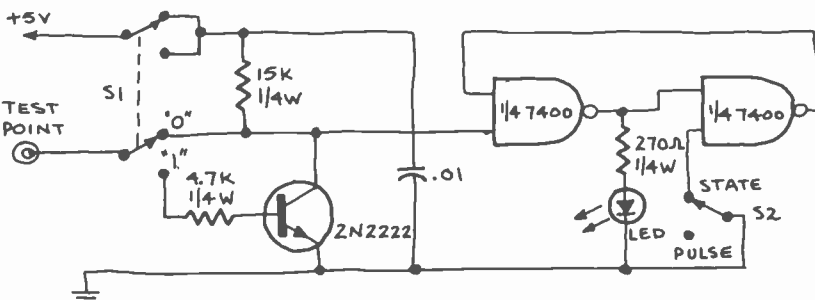 +5V
S1
TEST
POINT
"0"
"1"
15K
1/4W
4.7K
1/4W
2N2222
.01
1/4 7400
270Ω
1/4W
LED
1/4 7400
STATE
S2
PULSE